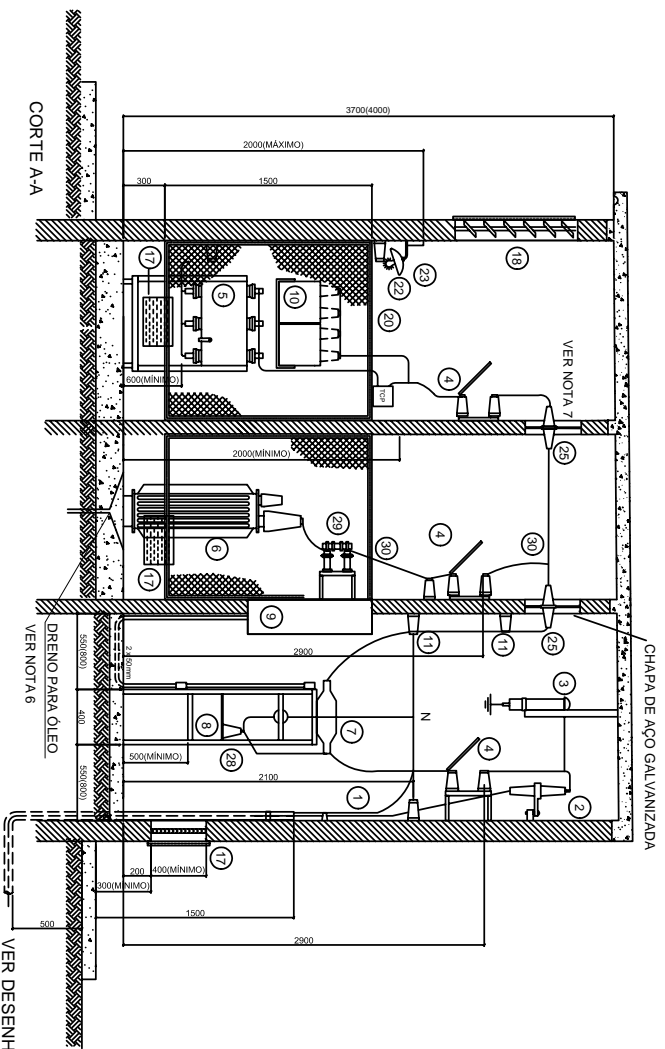 3700(4000)
2000(MÁXIMO)
300
1500
CORTE A-A
17
5
10
20
22
23
18
4
VER NOTA 7
TCP
600(MÍNIMO)
25
2000(MÍNIMO)
17
6
29
30
4
30
25
CHAPA DE AÇO GALVANIZADA
9
11
11
2900
2 x 50mm
DRENO PARA ÓLEO
VER NOTA 6
550(800)
400
550(800)
8
7
N
3
4
500(MÍNIMO)
28
2100
1
2
17
200
400(MÍNIMO)
300(MÍNIMO)
1500
500
2900
VER DESENH